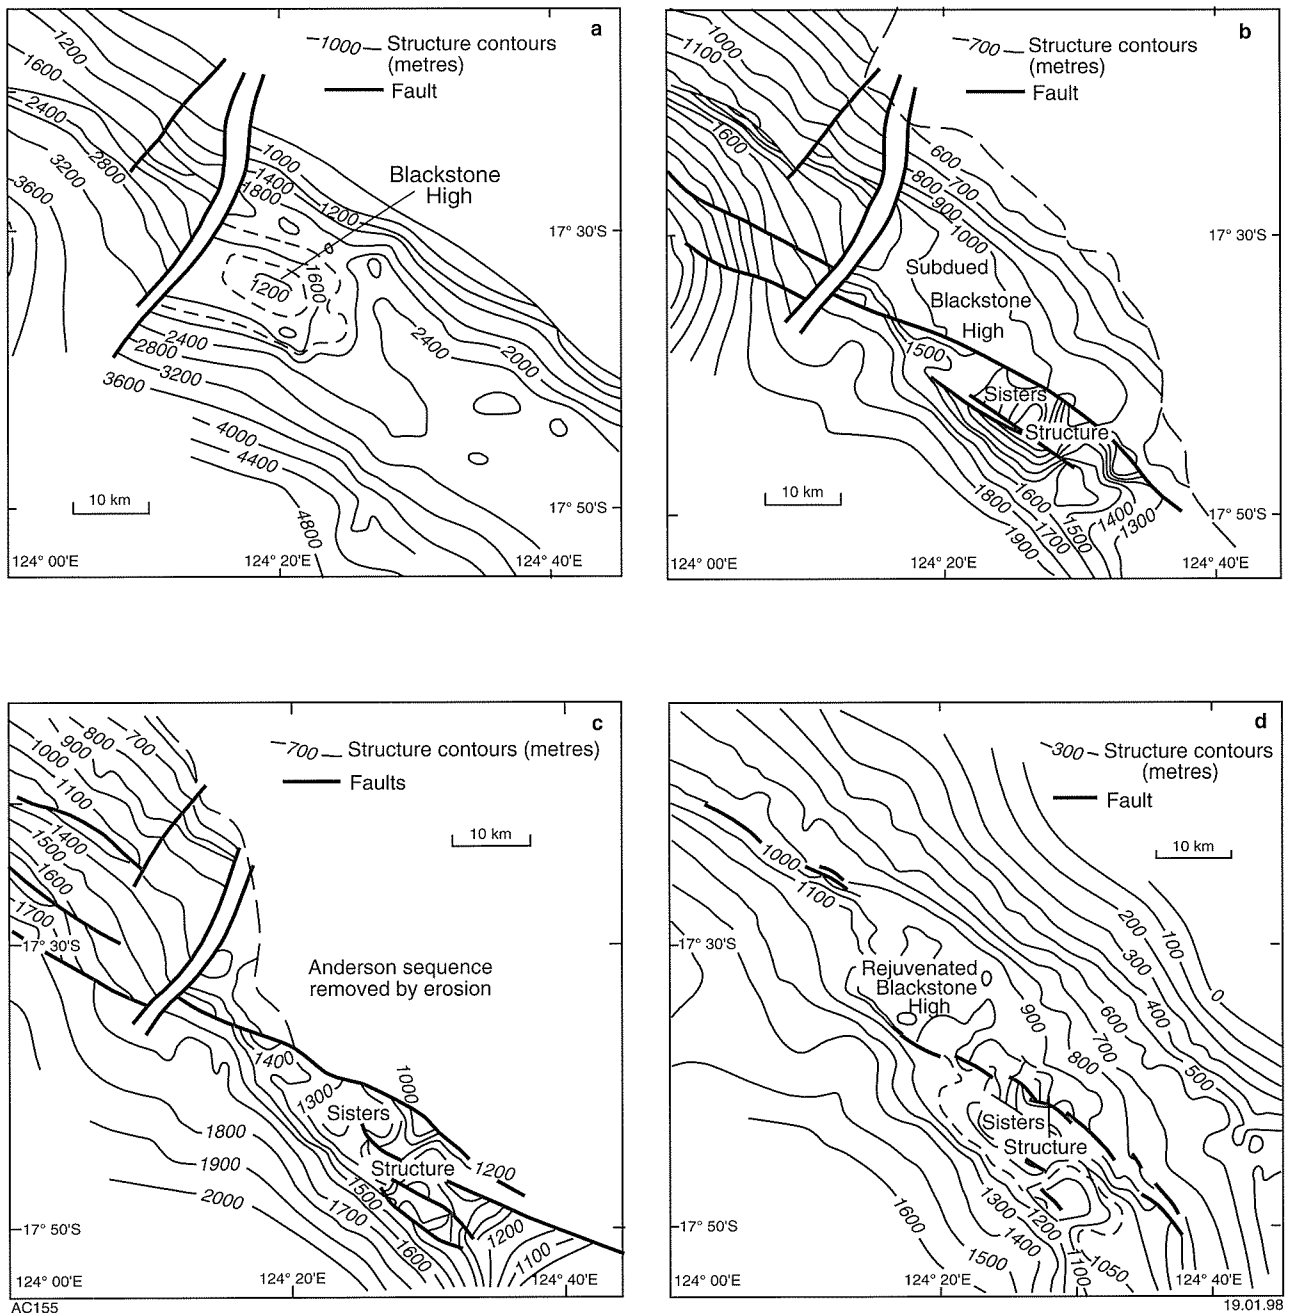 a
1000
Structure contours
(metres)
Fault
1200
1600
2400
2800
3200
3600
1000
1400
1800
1200
Blackstone
High
17° 30'S
1600
1200
2400
2000
2400
2800
3200
3600
4000
4400
4800
10 km
17° 50'S
124° 00'E
124° 20'E
124° 40'E
b
700
Structure contours
(metres)
Fault
1000
1100
1600
600
700
800
900
1000
17° 30'S
Subdued
Blackstone
High
1500
Sisters
Structure
10 km
1800
1600
1900
1700
1500
1400
1300
17° 50'S
124° 00'E
124° 20'E
124° 40'E
c
700
Structure contours (metres)
Faults
700
800
900
1000
1100
1400
1500
1600
1700
10 km
17° 30'S
Anderson sequence
removed by erosion
1400
1300
1000
Sisters
Structure
1200
1800
1900
2000
1500
1700
1600
1200
1100
17° 50'S
124° 00'E
124° 20'E
124° 40'E
d
300
Structure contours
(metres)
Fault
10 km
1000
1100
17° 30'S
Rejuvenated
Blackstone
High
200
100
300
0
400
600
500
900
700
800
Sisters
Structure
1600
1500
1300
1200
1400
1100
1050
17° 50'S
124° 00'E
124° 20'E
124° 40'E
AC155
19.01.98